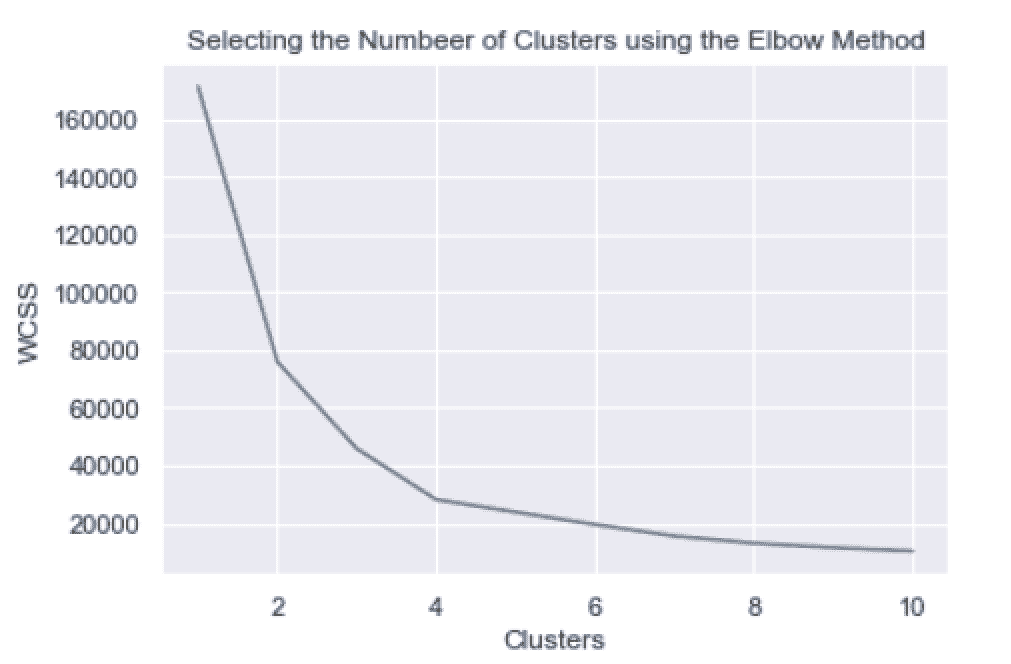 Selecting the Numbeer of Clusters using the Elbow Method
160000
140000
120000
100000
80000
60000
40000
20000
WCSS
2 4 6 8 10
Clusters